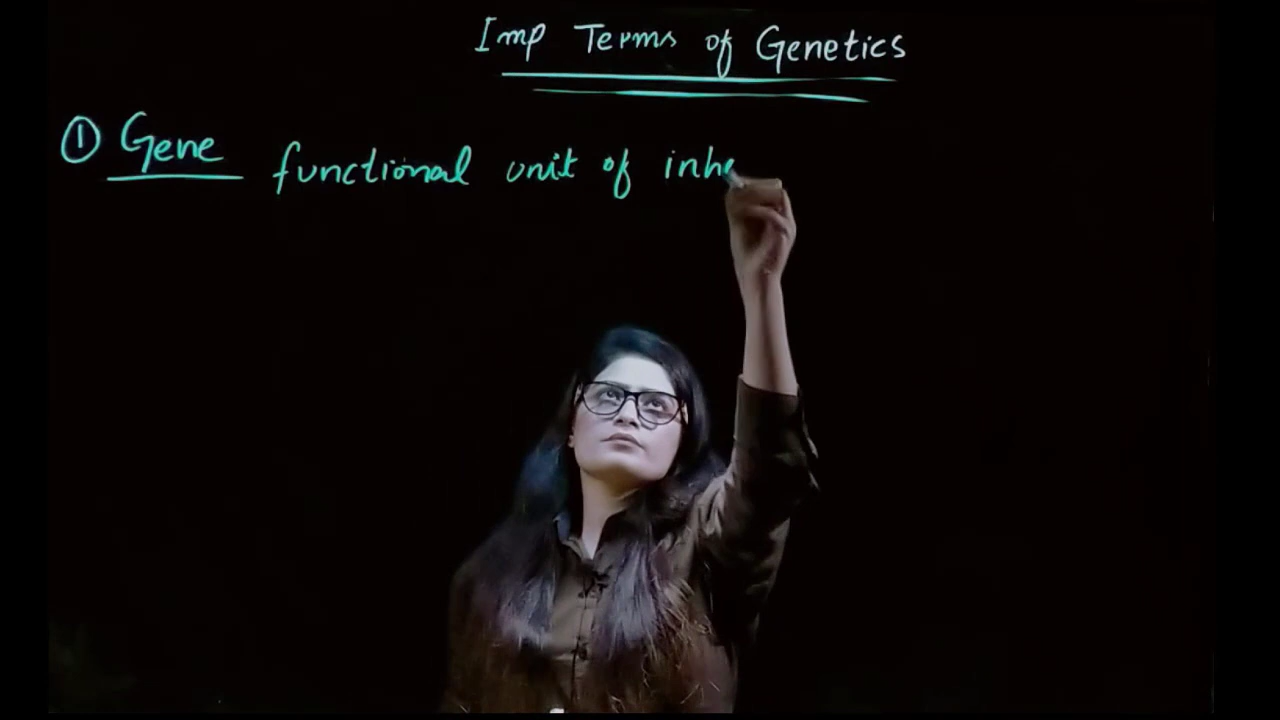 Imp Terms of Genetics
① Gene functional unit of inhe